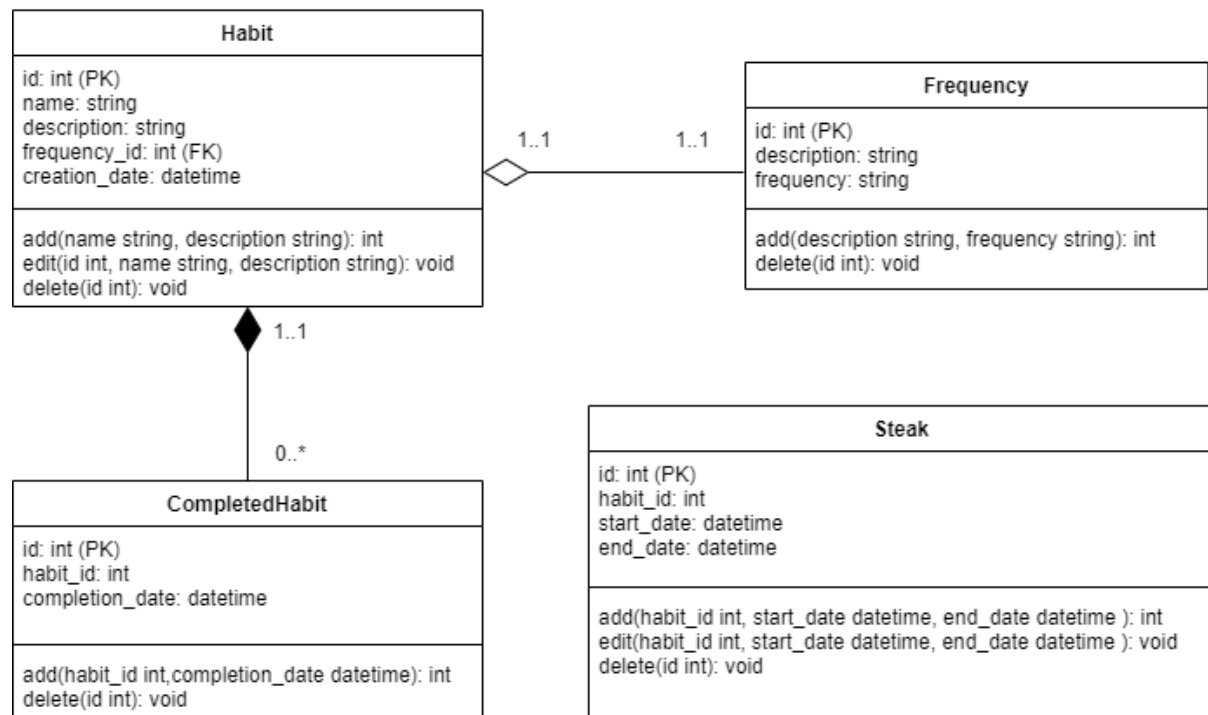 Habit
id: int (PK)
name: string
description: string
frequency_id: int (FK)
creation_date: datetime
add(name string, description string): int
edit(id int, name string, description string): void
delete(id int): void
1..1
1..1
Frequency
id: int (PK)
description: string
frequency: string
add(description string, frequency string): int
delete(id int): void
1..1
0..*
CompletedHabit
id: int (PK)
habit_id: int
completion_date: datetime
add(habit_id int,completion_date datetime): int
delete(id int): void
Steak
id: int (PK)
habit_id: int
start_date: datetime
end_date: datetime
add(habit_id int, start_date datetime, end_date datetime ): int
edit(habit_id int, start_date datetime, end_date datetime ): void
delete(id int): void